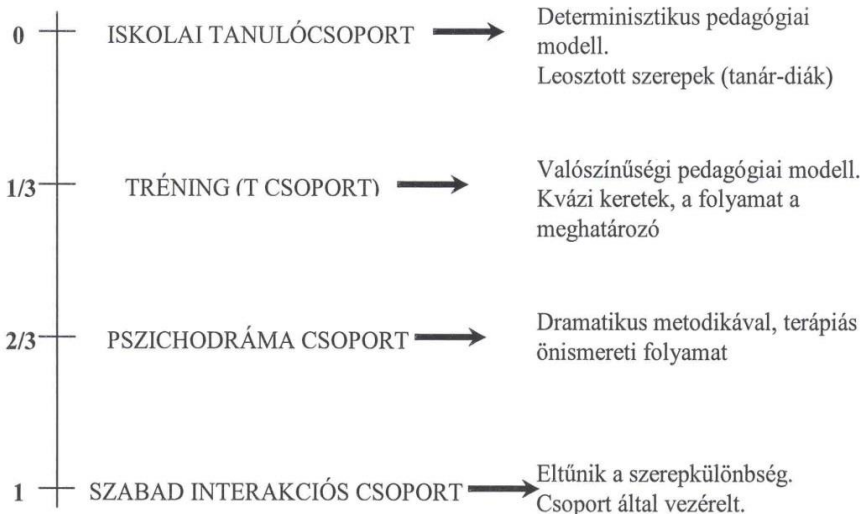 0 ISKOLAI TANULÓCSOPORT Determinisztikus pedagógiai
modell.
Leosztott szerepek (tanár-diák)
1/3 TRÉNING (T CSOPORT) Valószínűségi pedagógiai modell.
Kvázi keretek, a folyamat a
meghatározó
2/3 PSZICHODRÁMA CSOPORT Dramatikus metodikával, terápiás
önismereti folyamat
1 SZABAD INTERAKCIÓS CSOPORT Eltűnik a szerepkülönbség.
Csoport által vezérelt.